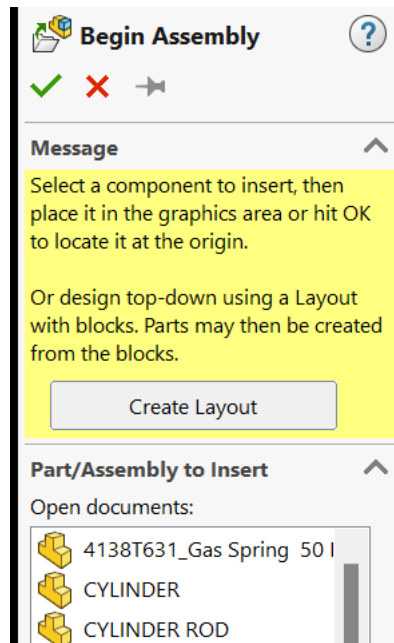 Begin Assembly
?
Message
Select a component to insert, then
place it in the graphics area or hit OK
to locate it at the origin.
Or design top-down using a Layout
with blocks. Parts may then be created
from the blocks.
Create Layout
Part/Assembly to Insert
Open documents:
4138T631_Gas Spring 50
CYLINDER
CYLINDER ROD